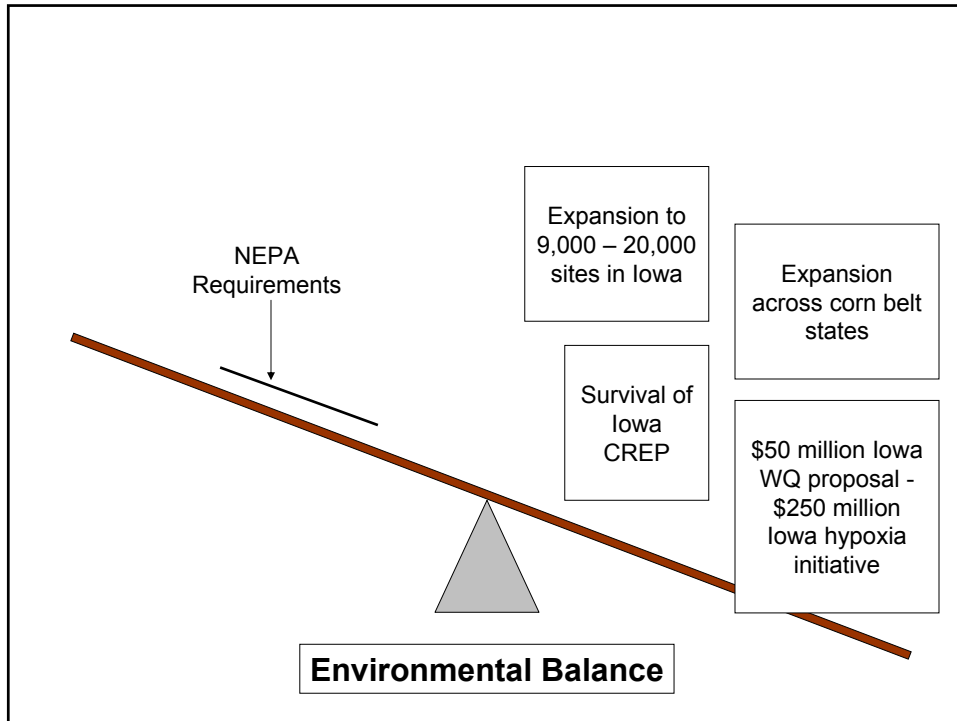 NEPA
Requirements
Expansion to
9,000 – 20,000
sites in Iowa
Expansion
across corn belt
states
Survival of
Iowa
CREP
$50 million Iowa
WQ proposal -
$250 million
Iowa hypoxia
initiative
Environmental Balance